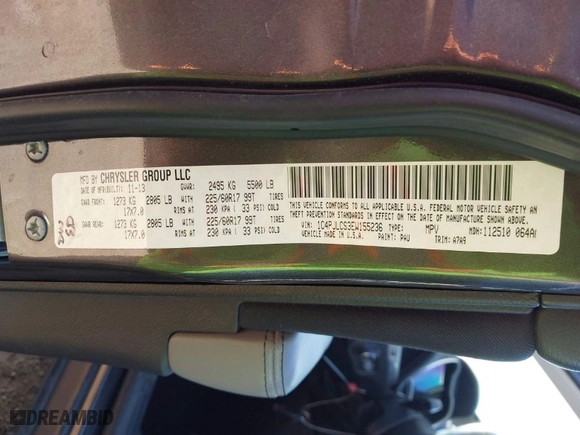 MFD BY CHRYSLER GROUP LLC
DATE OF MFR(BUILT): 11-13 GVWR: 2495 KG 5500 LB
GAWR FRONT: 1273 KG 2805 LB WITH 225/60R17 99T TIRES
17X7.0 RIMS AT 230 KPA ( 33 PSI) COLD
GAWR REAR: 1273 KG 2805 LB WITH 225/60R17 99T TIRES
17X7.0 RIMS AT 230 KPA ( 33 PSI) COLD
THIS VEHICLE CONFORMS TO ALL APPLICABLE U.S.A. FEDERAL MOTOR VEHICLE SAFETY AN
THEFT PREVENTION STANDARDS IN EFFECT ON THE DATE OF MANUFACTURE SHOWN ABOVE.
VIN: 1C4PJLCS3EW155236 TYPE: MPV MDH: 112510 064A
VEHICLE MADE IN U.S.A. PAINT: PAU TRIM: A7A9
DREAMBID